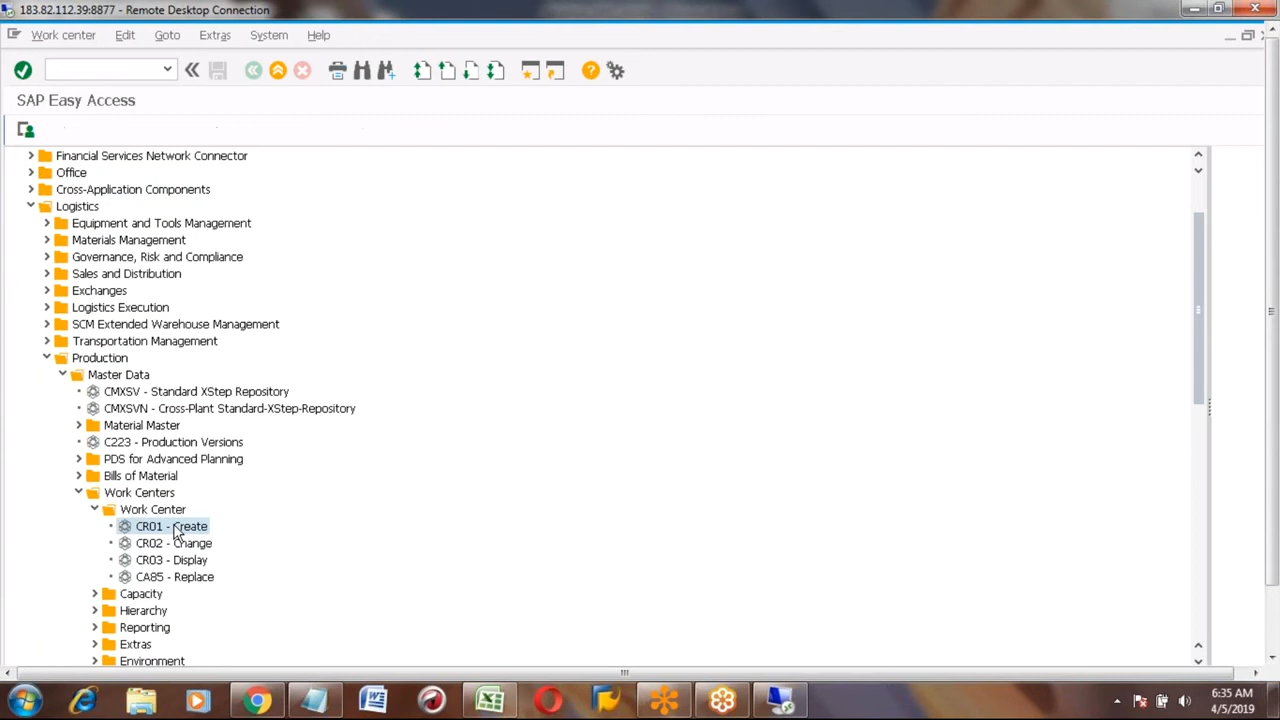 183.82.112.39:8877 - Remote Desktop Connection
Work center Edit Goto Extras System Help
SAP Easy Access
Financial Services Network Connector
Office
Cross-Application Components
Logistics
Equipment and Tools Management
Materials Management
Governance, Risk and Compliance
Sales and Distribution
Exchanges
Logistics Execution
SCM Extended Warehouse Management
Transportation Management
Production
Master Data
CMXSV - Standard XStep Repository
CMXSVN - Cross-Plant Standard-XStep-Repository
Material Master
C223 - Production Versions
PDS for Advanced Planning
Bills of Material
Work Centers
Work Center
CR01 - Create
CR02 - Change
CR03 - Display
CA85 - Replace
Capacity
Hierarchy
Reporting
Extras
Environment
6:35 AM
4/5/2019